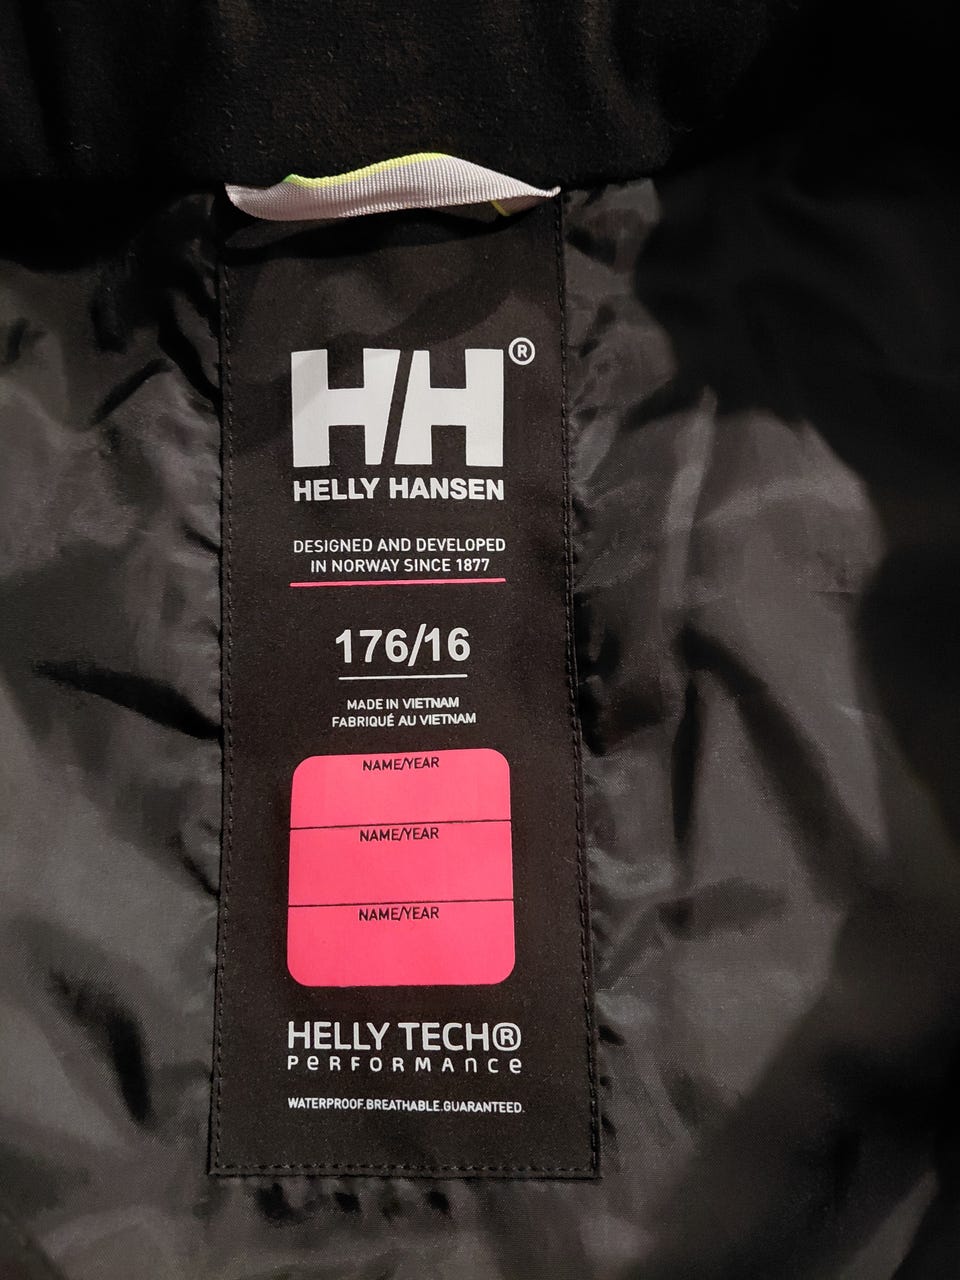 HH®
HELLY HANSEN
DESIGNED AND DEVELOPED
IN NORWAY SINCE 1877
176/16
MADE IN VIETNAM
FABRIQUÉ AU VIETNAM
NAME/YEAR
NAME/YEAR
NAME/YEAR
HELLY TECH®
PERFORMANCE
WATERPROOF.BREATHABLE.GUARANTEED.